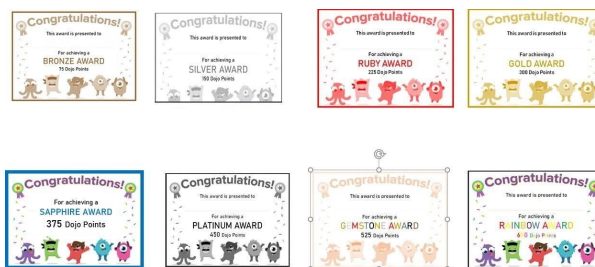 Congratulations!
This award is presented to
For achieving a
BRONZE AWARD
75 Dojo Points
Congratulations!
This award is presented to
For achieving a
SILVER AWARD
150 Dojo Points
Congratulations!
This award is presented to
For achieving a
RUBY AWARD
225 Dojo Points
Congratulations!
This award is presented to
For achieving a
GOLD AWARD
300 Dojo Points
Congratulations!
For achieving a
SAPPHIRE AWARD
375 Dojo Points
Congratulations!
This award is presented to
For achieving a
PLATINUM AWARD
450 Dojo Points
Congratulations!
This award is presented to
For achieving a
GEMSTONE AWARD
525 Dojo Points
Congratulations!
This award is presented to
For achieving a
RAINBOW AWARD
600 Dojo Points